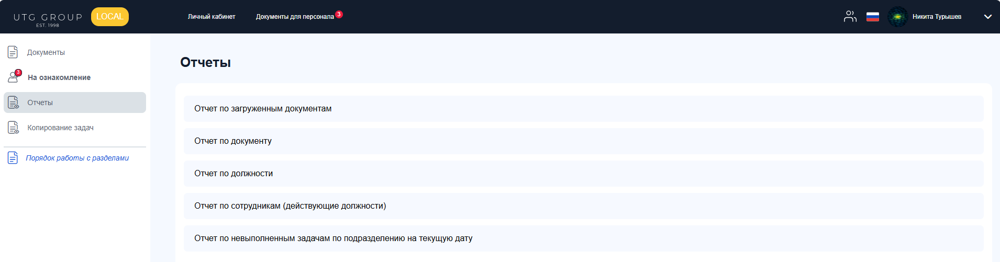 UTG GROUP
EST. 1998
LOCAL
Личный кабинет
Документы для персонала 3
Никита Турышев
Документы
3
На ознакомление
Отчеты
Копирование задач
Порядок работы с разделами
Отчеты
Отчет по загруженным документам
Отчет по документу
Отчет по должности
Отчет по сотрудникам (действующие должности)
Отчет по невыполненным задачам по подразделению на текущую дату